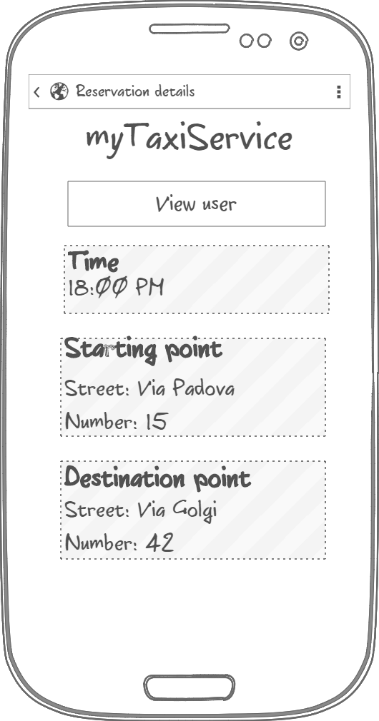 Reservation details
myTaxiService
View user
Time
18:00 PM
Starting point
Street: Via Padova
Number: 15
Destination point
Street: Via Golgi
Number: 42